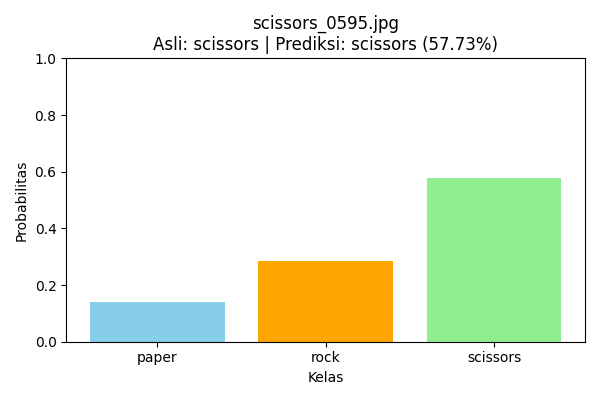 scissors_0595.jpg
Asli: scissors | Prediksi: scissors (57.73%)
1.0
0.8
0.6
0.4
0.2
0.0
Probabilitas
paper rock scissors
Kelas